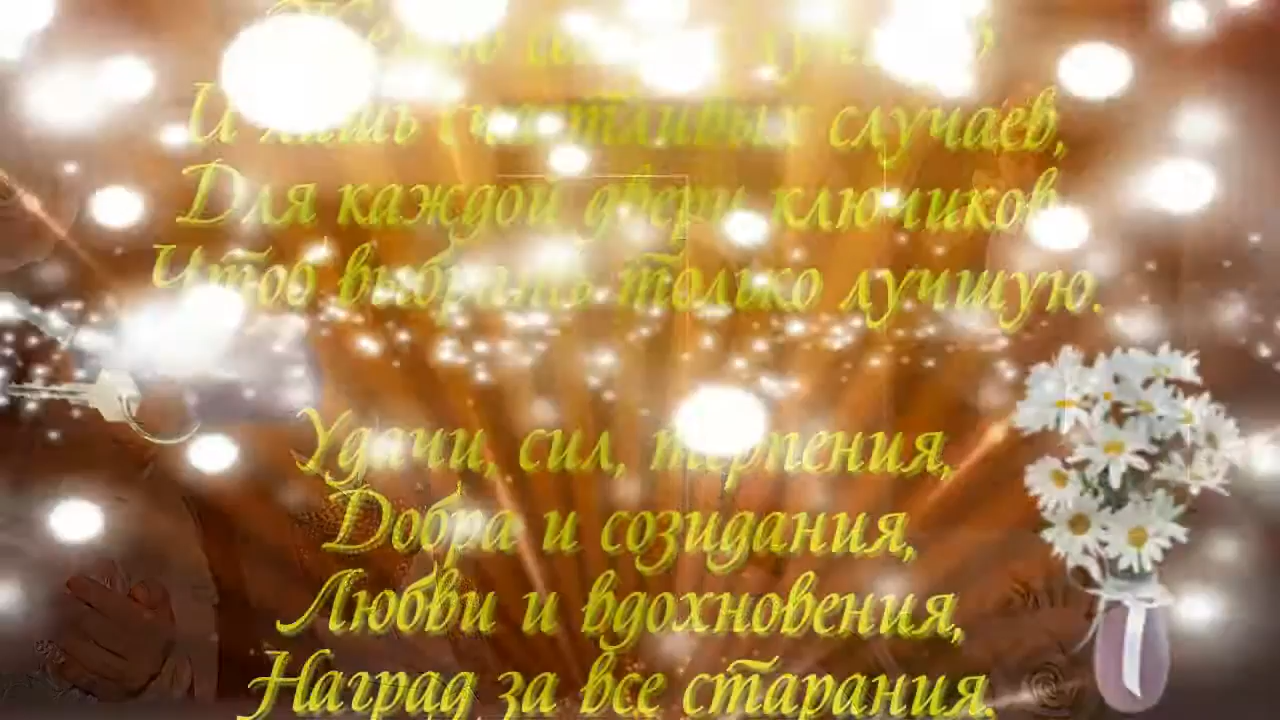 И лишь счастливых случаев,
Для каждой двери ключиков,
Чтоб выбрать только лучшую.
Удачи, сил, терпения,
Добра и созидания,
Любви и вдохновения,
Наград за все старания.